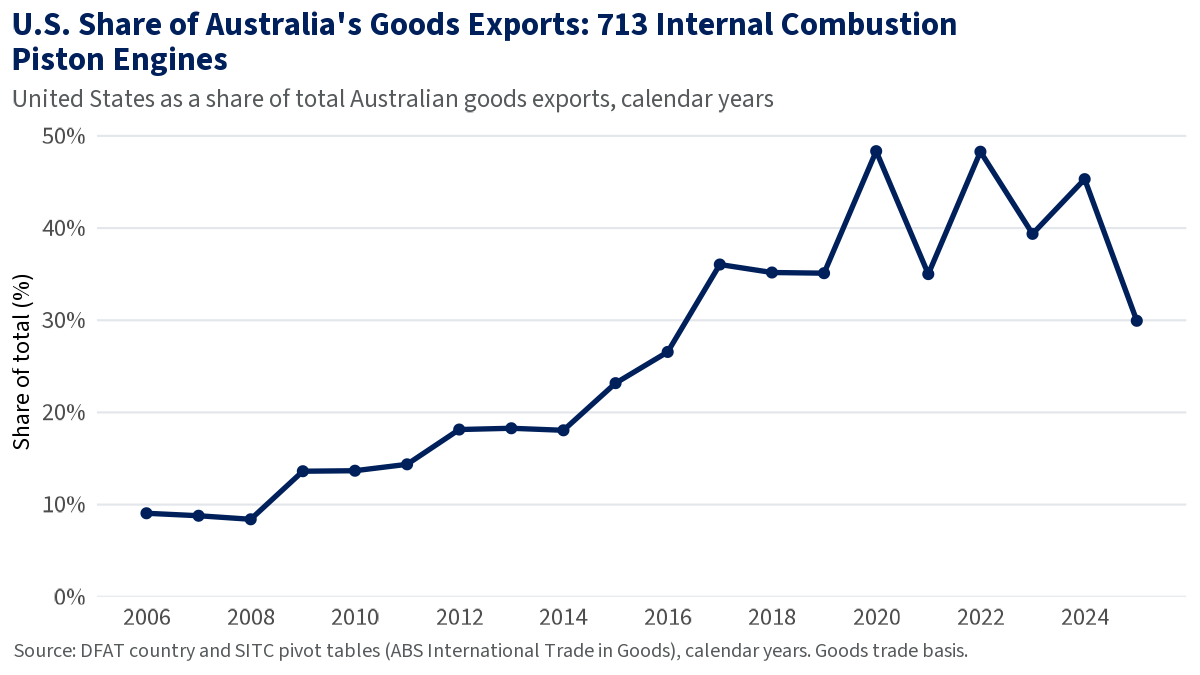 U.S. Share of Australia's Goods Exports: 713 Internal Combustion
Piston Engines
United States as a share of total Australian goods exports, calendar years
Share of total (%)
50%
40%
30%
20%
10%
0%
2006 2008 2010 2012 2014 2016 2018 2020 2022 2024
Source: DFAT country and SITC pivot tables (ABS International Trade in Goods), calendar years. Goods trade basis.